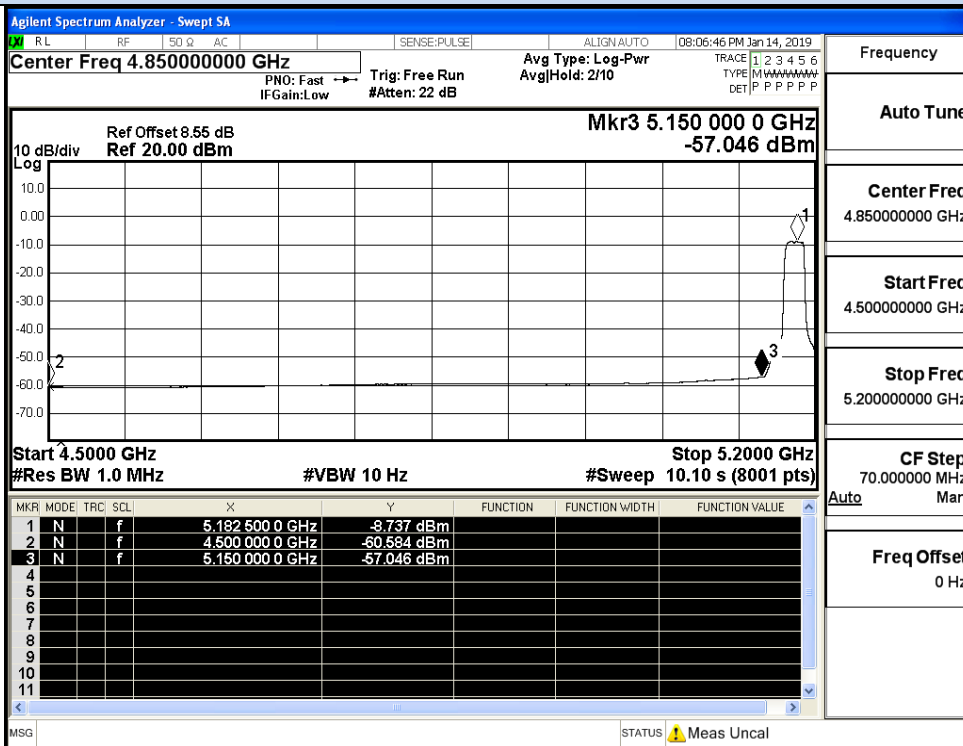 Agilent Spectrum Analyzer - Swept SA
LXI RL RF 50 Ω AC SENSE:PULSE ALIGN AUTO 08:06:46 PM Jan 14, 2019
Center Freq 4.850000000 GHz
PNO: Fast
IFGain:Low
Trig: Free Run
#Atten: 22 dB
Avg Type: Log-Pwr
Avg|Hold: 2/10
TRACE 1 2 3 4 5 6
TYPE M
DET P P P P P P
Mkr3 5.150 000 0 GHz
-57.046 dBm
Ref Offset 8.55 dB
10 dB/div Ref 20.00 dBm
Log
10.0
0.00
-10.0
-20.0
-30.0
-40.0
-50.0
-60.0
-70.0
1
2
3
Start 4.5000 GHz Stop 5.2000 GHz
#Res BW 1.0 MHz #VBW 10 Hz #Sweep 10.10 s (8001 pts)
MKR MODE TRC SCL X Y FUNCTION FUNCTION WIDTH FUNCTION VALUE
1 N f 5.182 500 0 GHz -8.737 dBm
2 N f 4.500 000 0 GHz -60.584 dBm
3 N f 5.150 000 0 GHz -57.046 dBm
4
5
6
7
8
9
10
11
MSG STATUS Meas Uncal
Frequency
Auto Tune
Center Freq
4.850000000 GHz
Start Freq
4.500000000 GHz
Stop Freq
5.200000000 GHz
CF Step
70.000000 MHz
Auto Man
Freq Offset
0 Hz